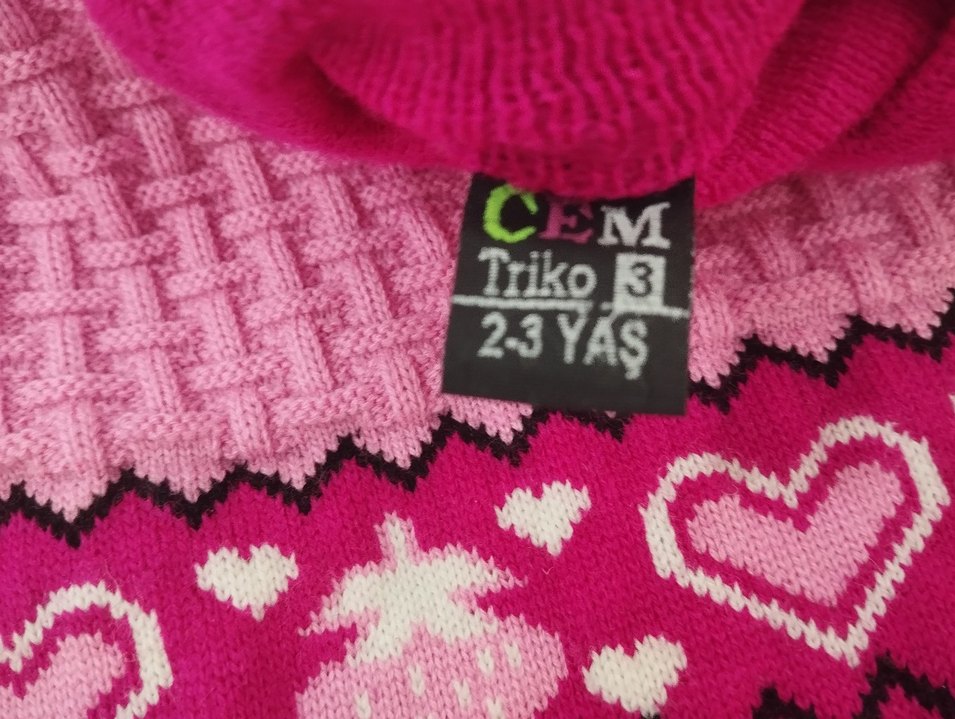 CEM
Triko 3
2-3 YAŞ